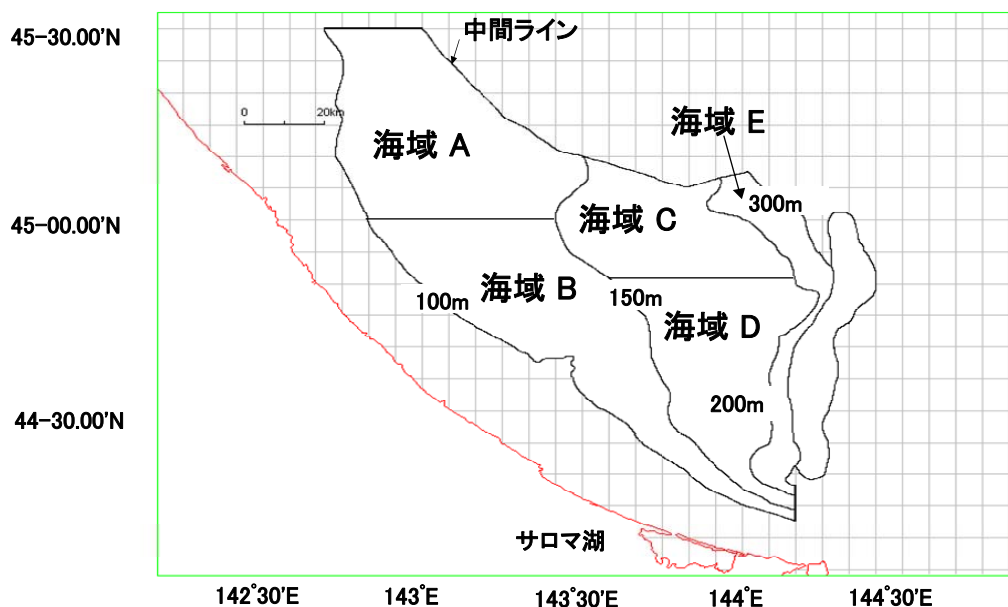 45-30.00'N
中間ライン
0
20km
海域 E
海域 A
300m
45-00.00'N
海域 C
海域 B
150m
100m
海域 D
200m
44-30.00'N
サロマ湖
142°30'E
143°E
143°30'E
144°E
144°30'E